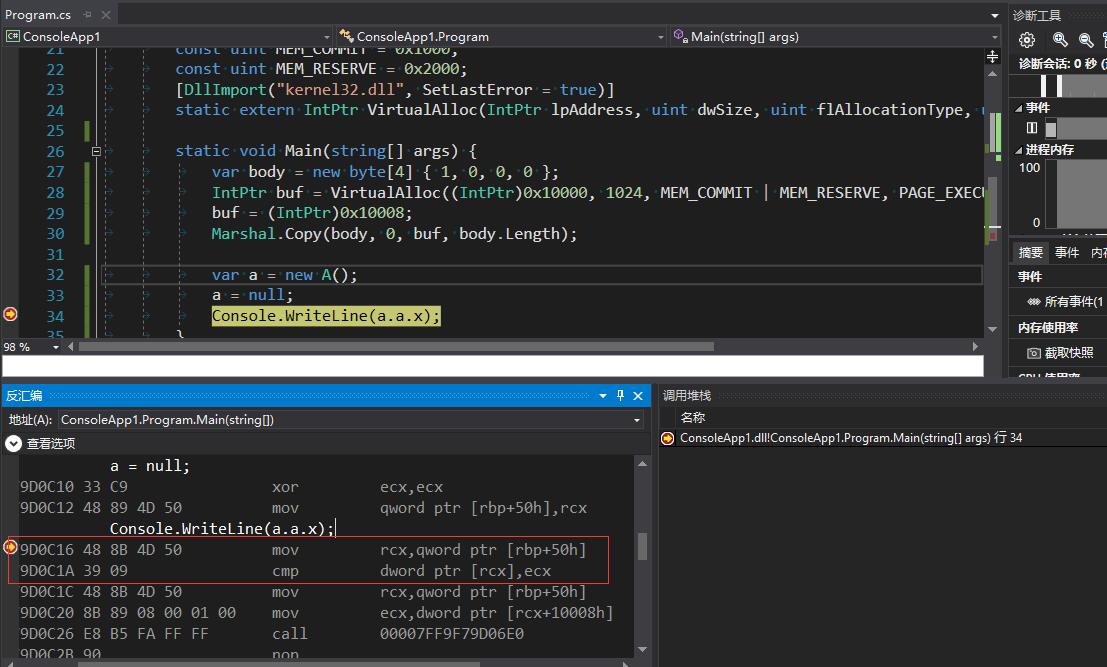 Program.cs
C# ConsoleApp1
ConsoleApp1.Program
Main(string[] args)
21 const uint MEM_COMMIT = 0x1000;
22 const uint MEM_RESERVE = 0x2000;
23 [DllImport("kernel32.dll", SetLastError = true)]
24 static extern IntPtr VirtualAlloc(IntPtr lpAddress, uint dwSize, uint flAllocationType, u
25
26 static void Main(string[] args) {
27 var body = new byte[4] { 1, 0, 0, 0 };
28 IntPtr buf = VirtualAlloc((IntPtr)0x10000, 1024, MEM_COMMIT | MEM_RESERVE, PAGE_EXECU
29 buf = (IntPtr)0x10008;
30 Marshal.Copy(body, 0, buf, body.Length);
31
32 var a = new A();
33 a = null;
34 Console.WriteLine(a.a.x);
35 }
98 %
诊断工具
诊断会话: 0 秒
事件
进程内存
100
0
摘要 事件 内存
事件
所有事件(1
内存使用率
截取快照
CPU 使用率
反汇编
地址(A): ConsoleApp1.Program.Main(string[])
查看选项
a = null;
9D0C10 33 C9 xor ecx,ecx
9D0C12 48 89 4D 50 mov qword ptr [rbp+50h],rcx
Console.WriteLine(a.a.x);
9D0C16 48 8B 4D 50 mov rcx,qword ptr [rbp+50h]
9D0C1A 39 09 cmp dword ptr [rcx],ecx
9D0C1C 48 8B 4D 50 mov rcx,qword ptr [rbp+50h]
9D0C20 8B 89 08 00 01 00 mov ecx,dword ptr [rcx+10008h]
9D0C26 E8 B5 FA FF FF call 00007FF9F79D06E0
9D0C2B 90 nop
调用堆栈
名称
ConsoleApp1.dll!ConsoleApp1.Program.Main(string[] args) 行 34